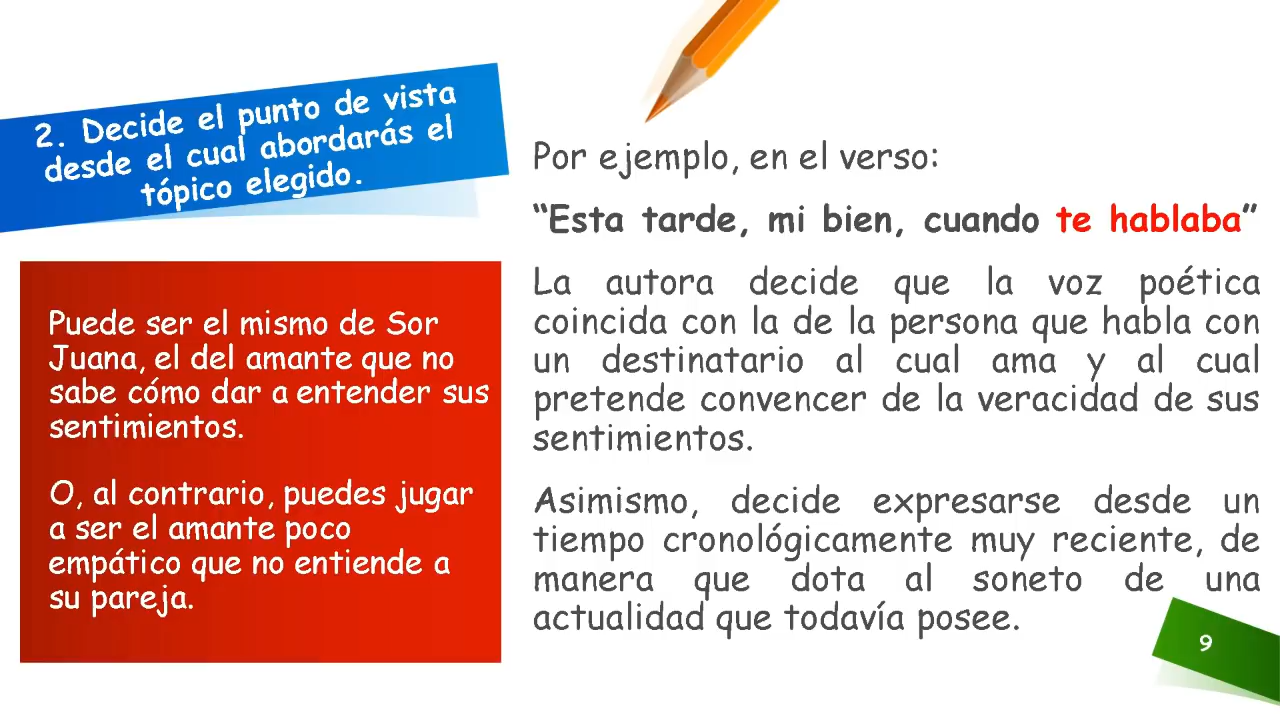 2. Decide el punto de vista
desde el cual abordarás el
tópico elegido.
Puede ser el mismo de Sor
Juana, el del amante que no
sabe cómo dar a entender sus
sentimientos.
O, al contrario, puedes jugar
a ser el amante poco
empático que no entiende a
su pareja.
Por ejemplo, en el verso:
“Esta tarde, mi bien, cuando te hablaba”
La autora decide que la voz poética
coincida con la de la persona que habla con
un destinatario al cual ama y al cual
pretende convencer de la veracidad de sus
sentimientos.
Asimismo, decide expresarse desde un
tiempo cronológicamente muy reciente, de
manera que dota al soneto de una
actualidad que todavía posee.
9